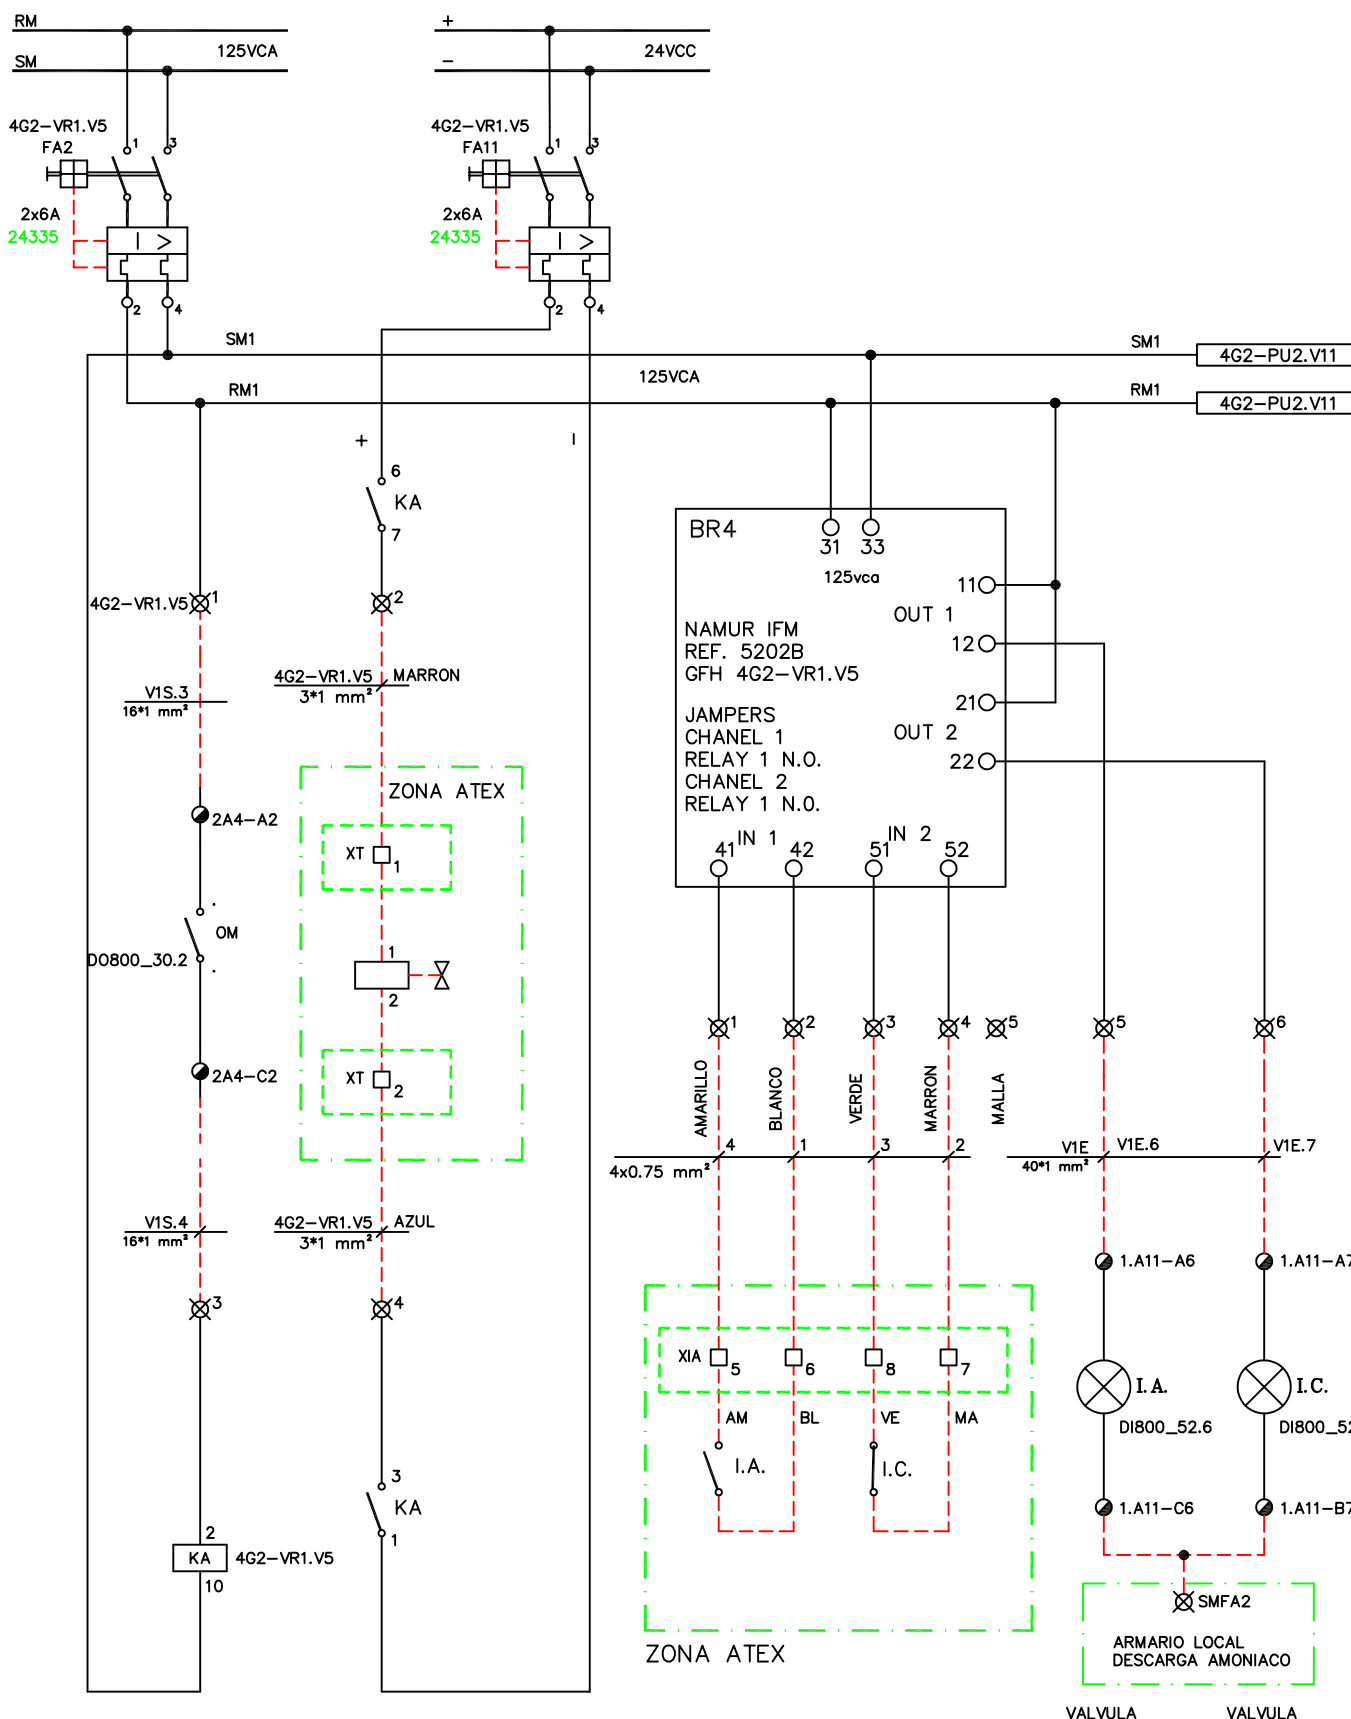 RM
125VCA
SM
+
24VCC
-
4G2-VR1.V5
FA2
1
3
2x6A
24335
I >
2
4
4G2-VR1.V5
FA11
1
3
2x6A
24335
I >
2
4
SM1
SM1
4G2-PU2.V11
125VCA
RM1
RM1
4G2-PU2.V11
+
-
6
KA
7
4G2-VR1.V5
1
2
4G2-VR1.V5
MARRON
3*1 mm²
V1S.3
16*1 mm²
ZONA ATEX
2A4-A2
XT
1
OM
DO800_30.2
1
2
2A4-C2
XT
2
V1S.4
16*1 mm²
4G2-VR1.V5
AZUL
3*1 mm²
3
4
3
KA
1
2
KA
4G2-VR1.V5
10
BR4
31
33
125vca
11
OUT 1
12
NAMUR IFM
REF. 5202B
GFH 4G2-VR1.V5
21
OUT 2
22
JAMPERS
CHANEL 1
RELAY 1 N.O.
CHANEL 2
RELAY 1 N.O.
41
IN 1
42
51
IN 2
52
1
2
3
4
5
5
6
AMARILLO
BLANCO
VERDE
MARRON
MALLA
4
1
3
2
4x0.75 mm²
V1E
V1E.6
V1E.7
40*1 mm²
1.A11-A6
1.A11-A7
XIA
5
6
8
7
AM
BL
VE
MA
I.A.
I.C.
I.A.
I.C.
DI800_52.6
DI800_52
1.A11-C6
1.A11-B7
ZONA ATEX
SMFA2
ARMARIO LOCAL
DESCARGA AMONIACO
VALVULA
VALVULA